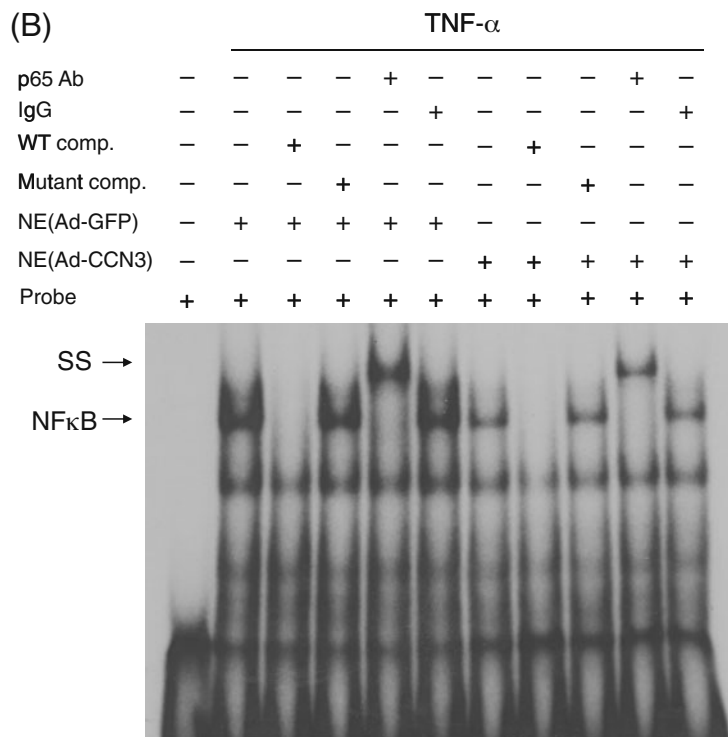 (B)
TNF-α
p65 Ab – – – – + – – – – + –
IgG – – – – – + – – – – +
WT comp. – – + – – – – + – – –
Mutant comp. – – – + – – – – + – –
NE(Ad-GFP) – + + + + + – – – – –
NE(Ad-CCN3) – – – – – – + + + + +
Probe + + + + + + + + + + +
SS →
NFκB →